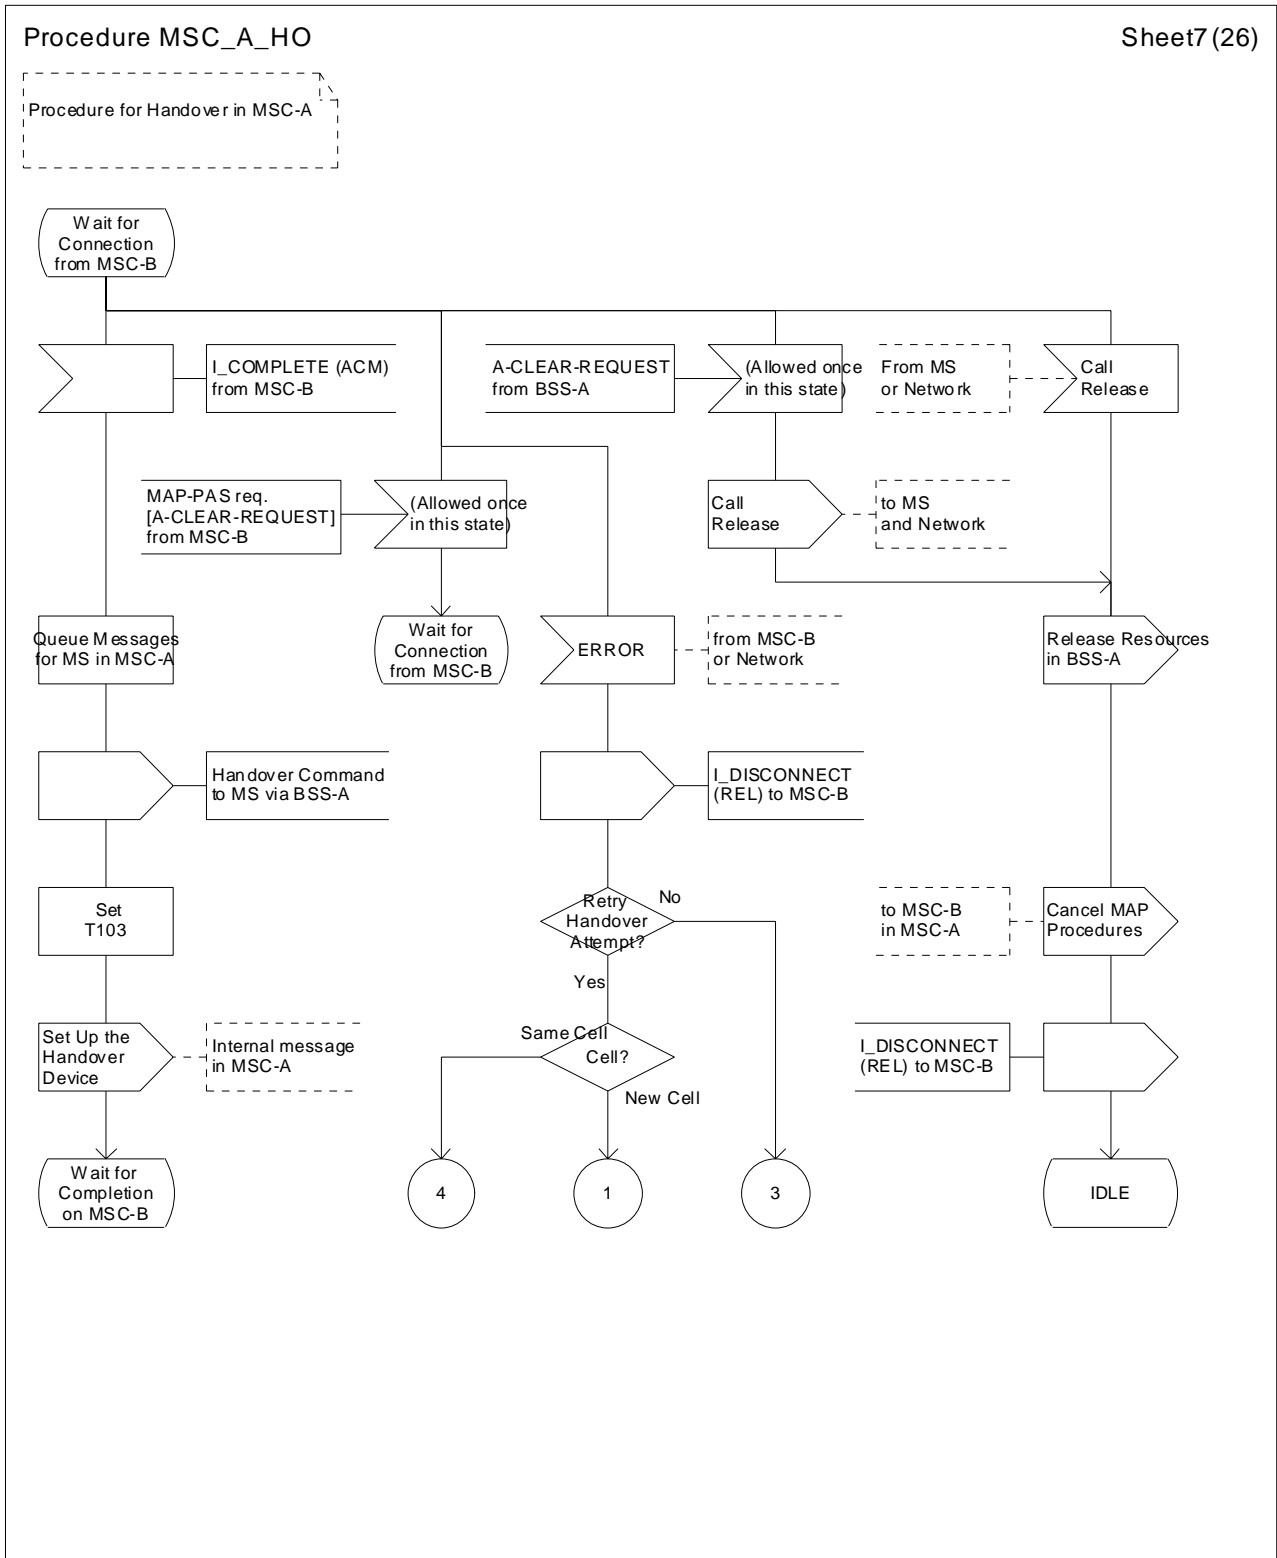 Procedure MSC_A_HO
Sheet7(26)
Procedure for Handover in MSC-A
Wait for
Connection
from MSC-B
I_COMPLETE (ACM)
from MSC-B
A-CLEAR-REQUEST
from BSS-A
(Allowed once
in this state)
From MS
or Network
Call
Release
MAP-PAS req.
[A-CLEAR-REQUEST]
from MSC-B
(Allowed once
in this state)
Call
Release
to MS
and Network
Queue Messages
for MS in MSC-A
Wait for
Connection
from MSC-B
ERROR
from MSC-B
or Network
Release Resources
in BSS-A
Handover Command
to MS via BSS-A
I_DISCONNECT
(REL) to MSC-B
Set
T103
Retry
Handover
Attempt?
No
Yes
to MSC-B
in MSC-A
Cancel MAP
Procedures
Set Up the
Handover
Device
Internal message
in MSC-A
Same Cell
Cell?
New Cell
I_DISCONNECT
(REL) to MSC-B
Wait for
Completion
on MSC-B
4
1
3
IDLE